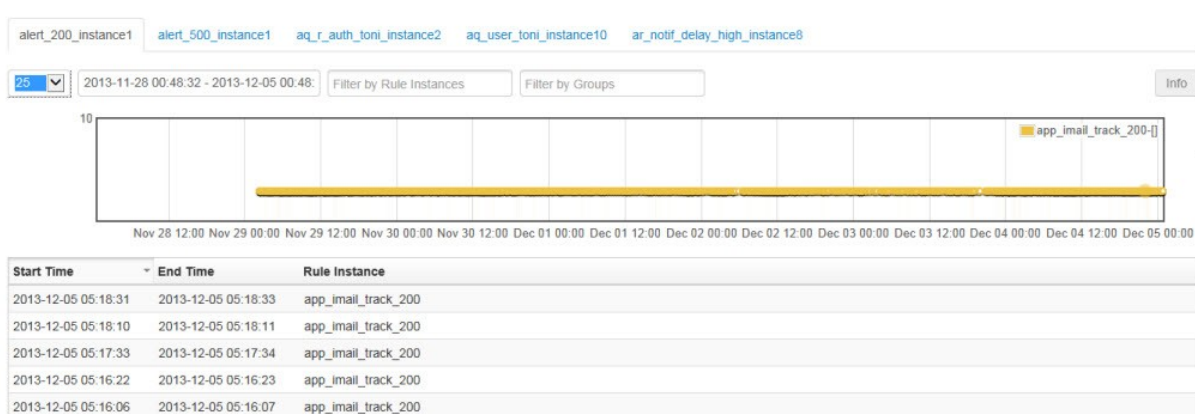 alert_200_instance1 alert_500_instance1 aq_r_auth_toni_instance2 aq_user_toni_instance10 ar_notif_delay_high_instance8
25 2013-11-28 00:48:32 - 2013-12-05 00:48: Filter by Rule Instances Filter by Groups Info
10
app_imail_track_200-[]
Nov 28 12:00 Nov 29 00:00 Nov 29 12:00 Nov 30 00:00 Nov 30 12:00 Dec 01 00:00 Dec 01 12:00 Dec 02 00:00 Dec 02 12:00 Dec 03 00:00 Dec 03 12:00 Dec 04 00:00 Dec 04 12:00 Dec 05 00:00
Start Time End Time Rule Instance
2013-12-05 05:18:31 2013-12-05 05:18:33 app_imail_track_200
2013-12-05 05:18:10 2013-12-05 05:18:11 app_imail_track_200
2013-12-05 05:17:33 2013-12-05 05:17:34 app_imail_track_200
2013-12-05 05:16:22 2013-12-05 05:16:23 app_imail_track_200
2013-12-05 05:16:06 2013-12-05 05:16:07 app_imail_track_200